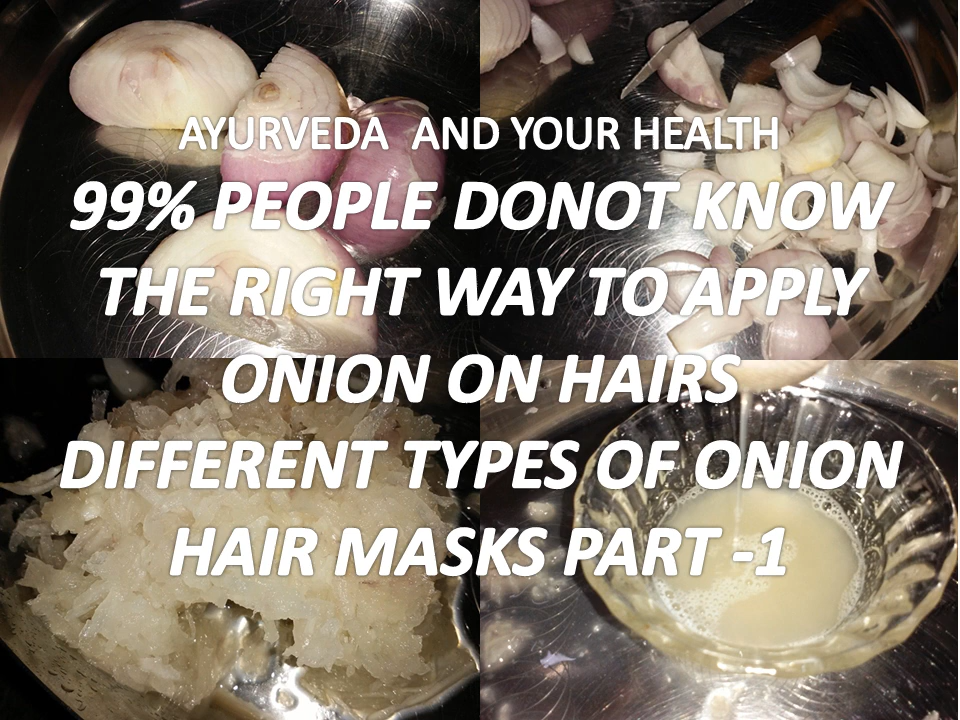 AYURVEDA AND YOUR HEALTH
99% PEOPLE DONOT KNOW
THE RIGHT WAY TO APPLY
ONION ON HAIRS
DIFFERENT TYPES OF ONION
HAIR MASKS PART -1